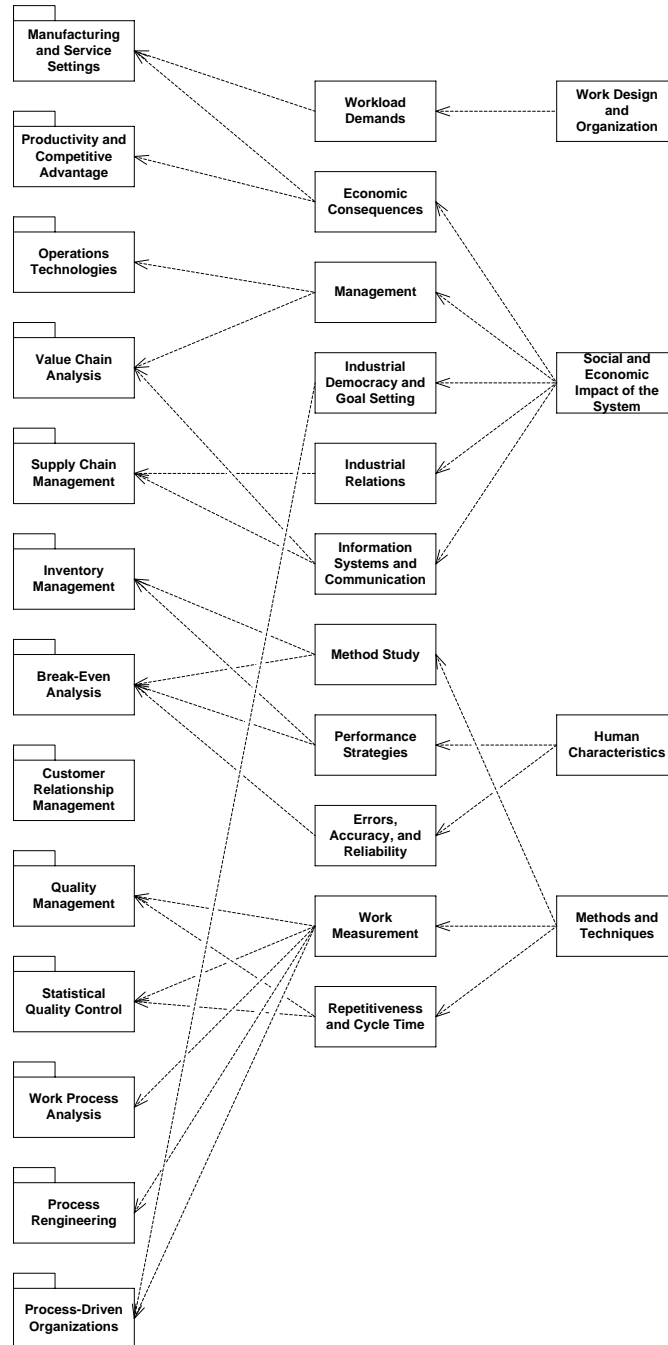 Manufacturing
and Service
Settings
Productivity and
Competitive
Advantage
Operations
Technologies
Value Chain
Analysis
Supply Chain
Management
Inventory
Management
Break-Even
Analysis
Customer
Relationship
Management
Quality
Management
Statistical
Quality Control
Work Process
Analysis
Process
Rengineering
Process-Driven
Organizations
Workload
Demands
Economic
Consequences
Management
Industrial
Democracy and
Goal Setting
Industrial
Relations
Information
Systems and
Communication
Method Study
Performance
Strategies
Errors,
Accuracy, and
Reliability
Work
Measurement
Repetitiveness
and Cycle Time
Work Design
and
Organization
Social and
Economic
Impact of the
System
Human
Characteristics
Methods and
Techniques